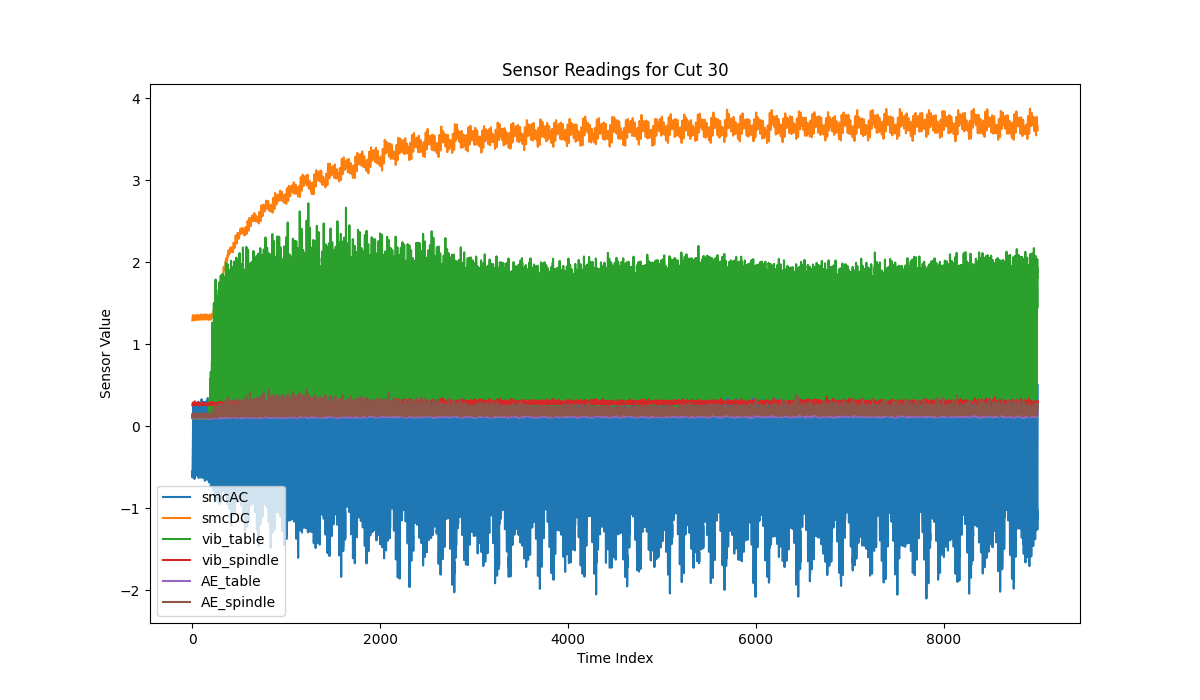 Sensor Readings for Cut 30
4
3
2
1
0
−1
−2
Sensor Value
smcAC
smcDC
vib_table
vib_spindle
AE_table
AE_spindle
0 2000 4000 6000 8000
Time Index